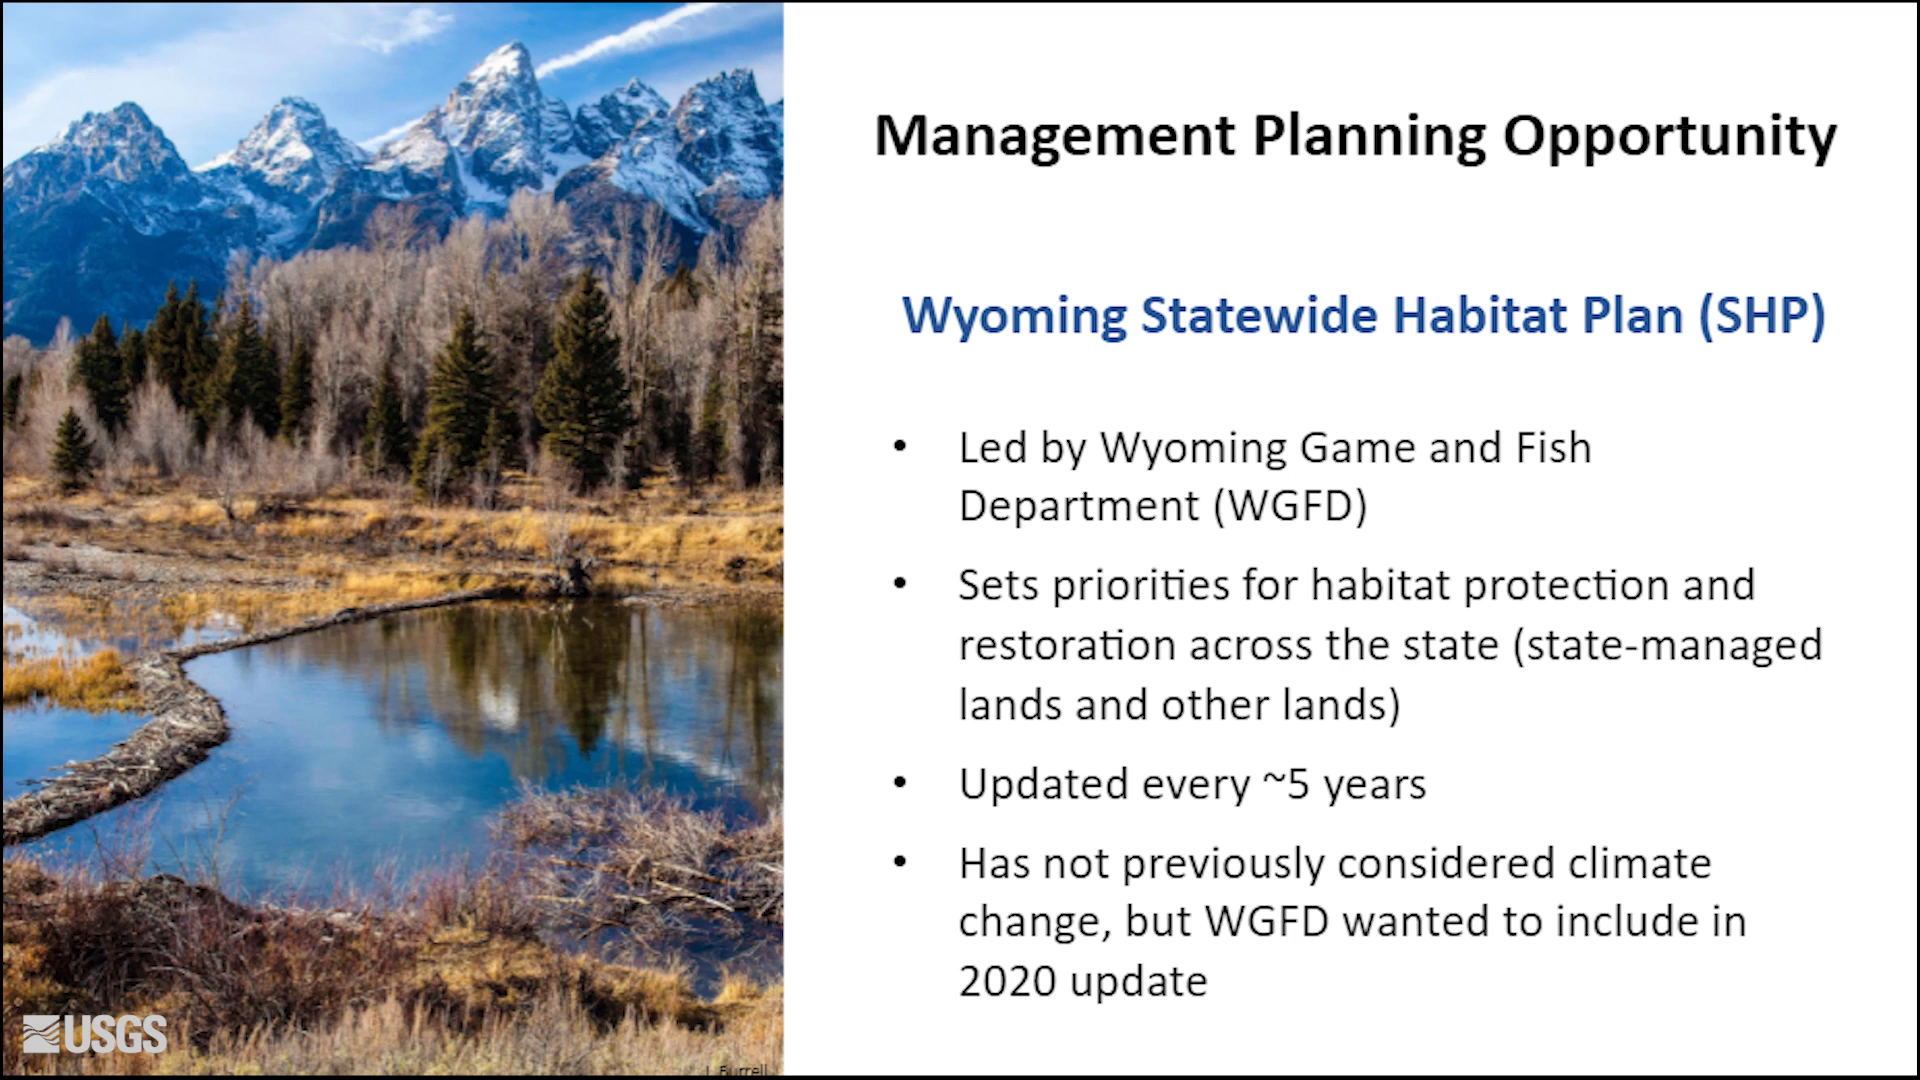 Management Planning Opportunity
Wyoming Statewide Habitat Plan (SHP)
• Led by Wyoming Game and Fish
Department (WGFD)
• Sets priorities for habitat protection and
restoration across the state (state-managed
lands and other lands)
• Updated every ~5 years
• Has not previously considered climate
change, but WGFD wanted to include in
2020 update
USGS
Burrell